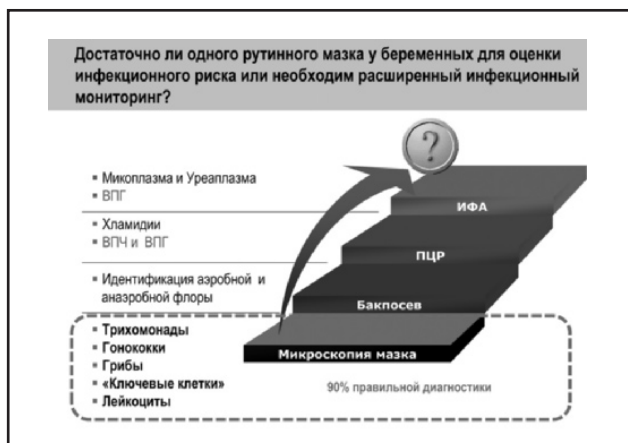 Достаточно ли одного рутинного мазка у беременных для оценки
инфекционного риска или необходим расширенный инфекционный
мониторинг?
?
▪ Микоплазма и Уреаплазма
▪ ВПГ
ИФА
▪ Хламидии
▪ ВПЧ и ВПГ
ПЦР
▪ Идентификация аэробной и
анаэробной флоры
Бакпосев
▪ Трихомонады
▪ Гонококки
▪ Грибы
▪ «Ключевые клетки»
▪ Лейкоциты
Микроскопия мазка
90% правильной диагностики